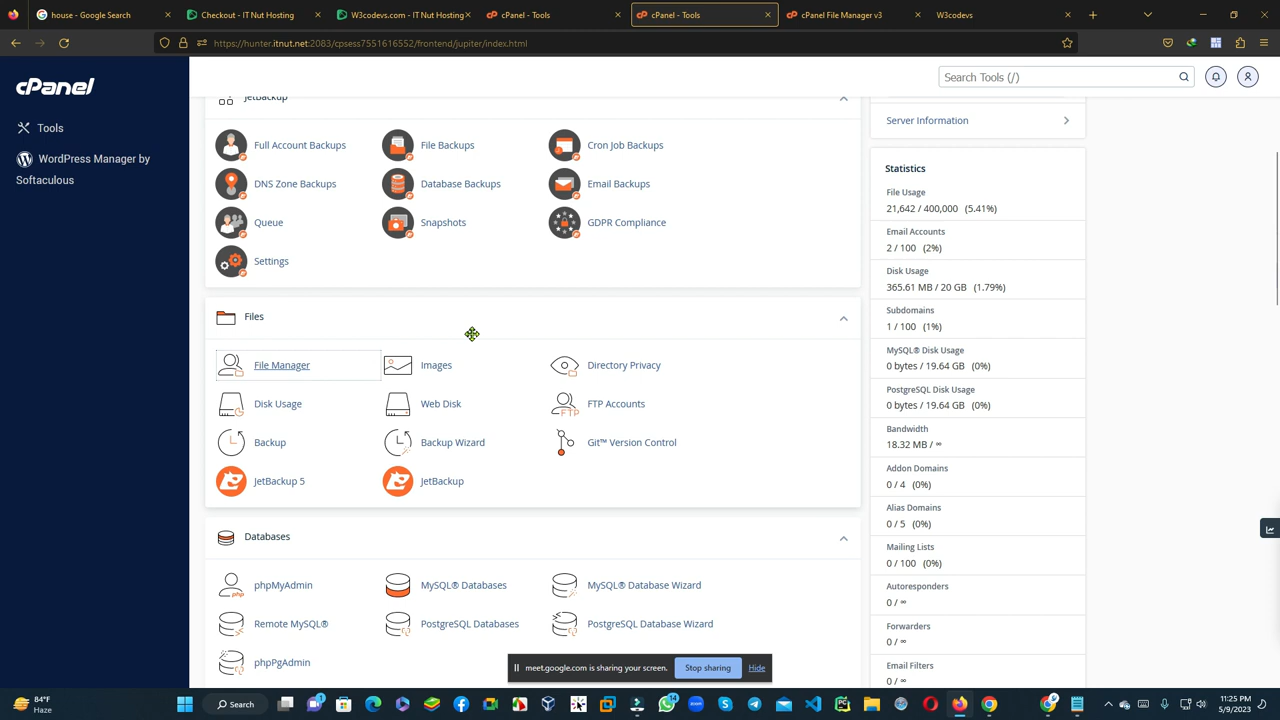 house - Google Search
Checkout - IT Nut Hosting
W3codevs.com - IT Nut Hosting
cPanel - Tools
cPanel - Tools
cPanel File Manager v3
W3codevs
https://hunter.itnut.net:2083/cpsess7551616552/frontend/jupiter/index.html
cPanel
Search Tools (/)
Tools
WordPress Manager by
Softaculous
JetBackup
Full Account Backups
File Backups
Cron Job Backups
DNS Zone Backups
Database Backups
Email Backups
Queue
Snapshots
GDPR Compliance
Settings
Files
File Manager
Images
Directory Privacy
Disk Usage
Web Disk
FTP Accounts
FTP
Backup
Backup Wizard
Git™ Version Control
JetBackup 5
JetBackup
Databases
phpMyAdmin
php
MySQL® Databases
MySQL® Database Wizard
Remote MySQL®
PostgreSQL Databases
PostgreSQL Database Wizard
phpPgAdmin
Server Information
Statistics
File Usage
21,642 / 400,000 (5.41%)
Email Accounts
2 / 100 (2%)
Disk Usage
365.61 MB / 20 GB (1.79%)
Subdomains
1 / 100 (1%)
MySQL® Disk Usage
0 bytes / 19.64 GB (0%)
PostgreSQL Disk Usage
0 bytes / 19.64 GB (0%)
Bandwidth
18.32 MB / ∞
Addon Domains
0 / 4 (0%)
Alias Domains
0 / 5 (0%)
Mailing Lists
0 / 100 (0%)
Autoresponders
0 / ∞
Forwarders
0 / ∞
Email Filters
0 / ∞
meet.google.com is sharing your screen.
Stop sharing
Hide
84°F
Haze
Search
1
14
11:25 PM
5/9/2023